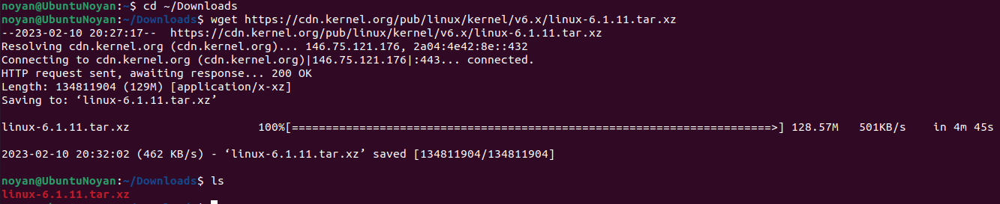 noyan@UbuntuNoyan:~$ cd ~/Downloads
noyan@UbuntuNoyan:~/Downloads$ wget https://cdn.kernel.org/pub/linux/kernel/v6.x/linux-6.1.11.tar.xz
--2023-02-10 20:27:17--  https://cdn.kernel.org/pub/linux/kernel/v6.x/linux-6.1.11.tar.xz
Resolving cdn.kernel.org (cdn.kernel.org)... 146.75.121.176, 2a04:4e42:8e::432
Connecting to cdn.kernel.org (cdn.kernel.org)|146.75.121.176|:443... connected.
HTTP request sent, awaiting response... 200 OK
Length: 134811904 (129M) [application/x-xz]
Saving to: ‘linux-6.1.11.tar.xz’
linux-6.1.11.tar.xz 100%[=======================================================================>] 128.57M 501KB/s in 4m 45s
2023-02-10 20:32:02 (462 KB/s) - ‘linux-6.1.11.tar.xz’ saved [134811904/134811904]
noyan@UbuntuNoyan:~/Downloads$ ls
linux-6.1.11.tar.xz